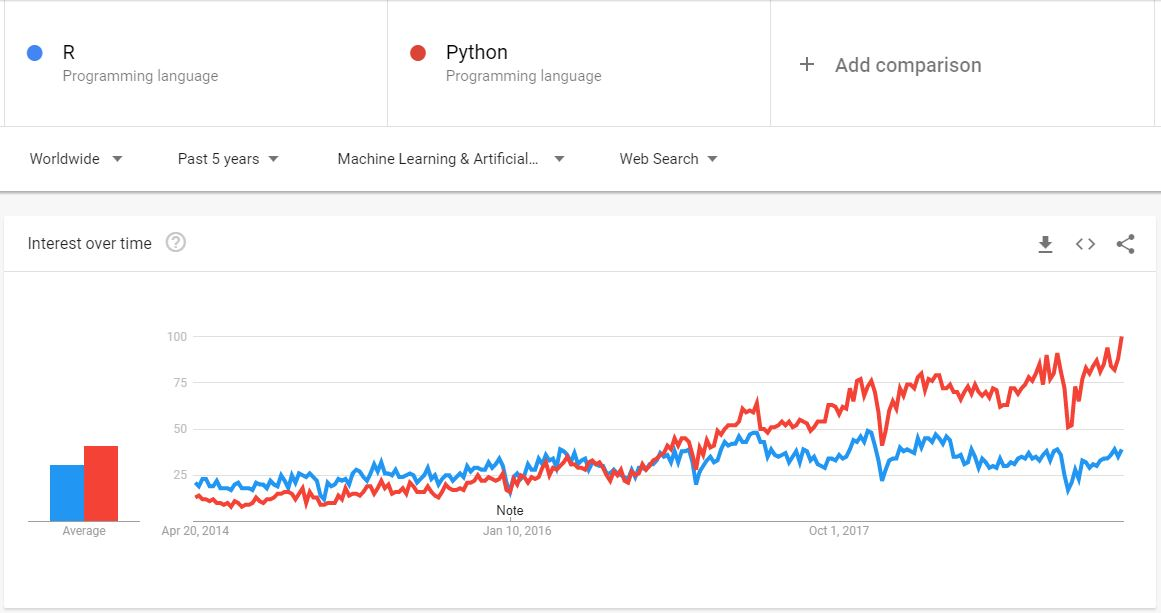 R
Programming language
Python
Programming language
+ Add comparison
Worldwide
Past 5 years
Machine Learning & Artificial...
Web Search
Interest over time
?
100
75
50
25
Note
Average
Apr 20, 2014
Jan 10, 2016
Oct 1, 2017